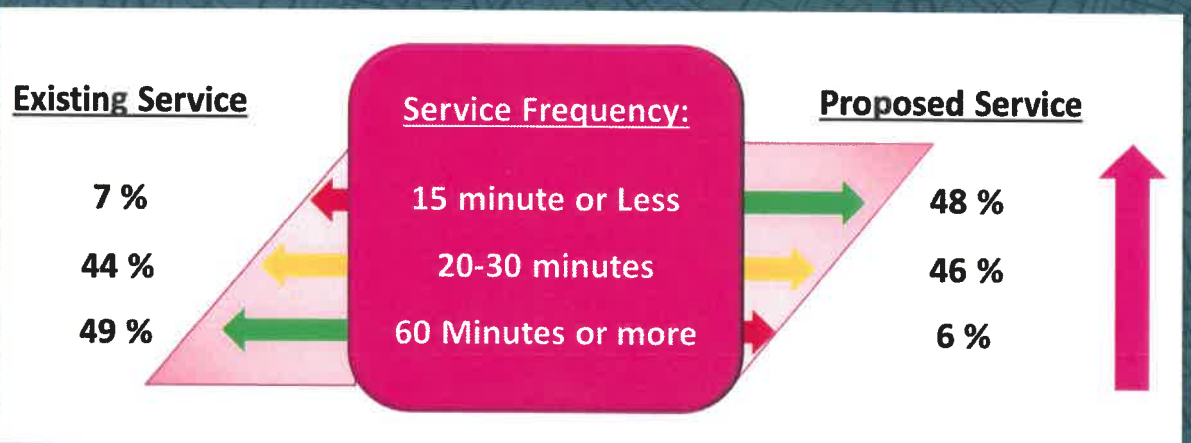 Existing Service
Service Frequency:
Proposed Service
7 %
15 minute or Less
48 %
44 %
20-30 minutes
46 %
49 %
60 Minutes or more
6 %